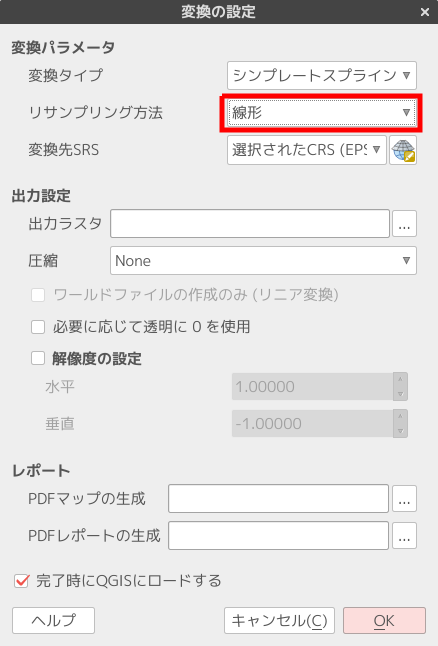 変換の設定
変換パラメータ
変換タイプ シンプレートスプライン
リサンプリング方法 線形
変換先SRS 選択されたCRS (EPS
出力設定
出力ラスタ ...
圧縮 None
ワールドファイルの作成のみ (リニア変換)
必要に応じて透明に 0 を使用
解像度の設定
水平 1.00000
垂直 -1.00000
レポート
PDFマップの生成 ...
PDFレポートの生成 ...
完了時にQGISにロードする
ヘルプ キャンセル(C) OK